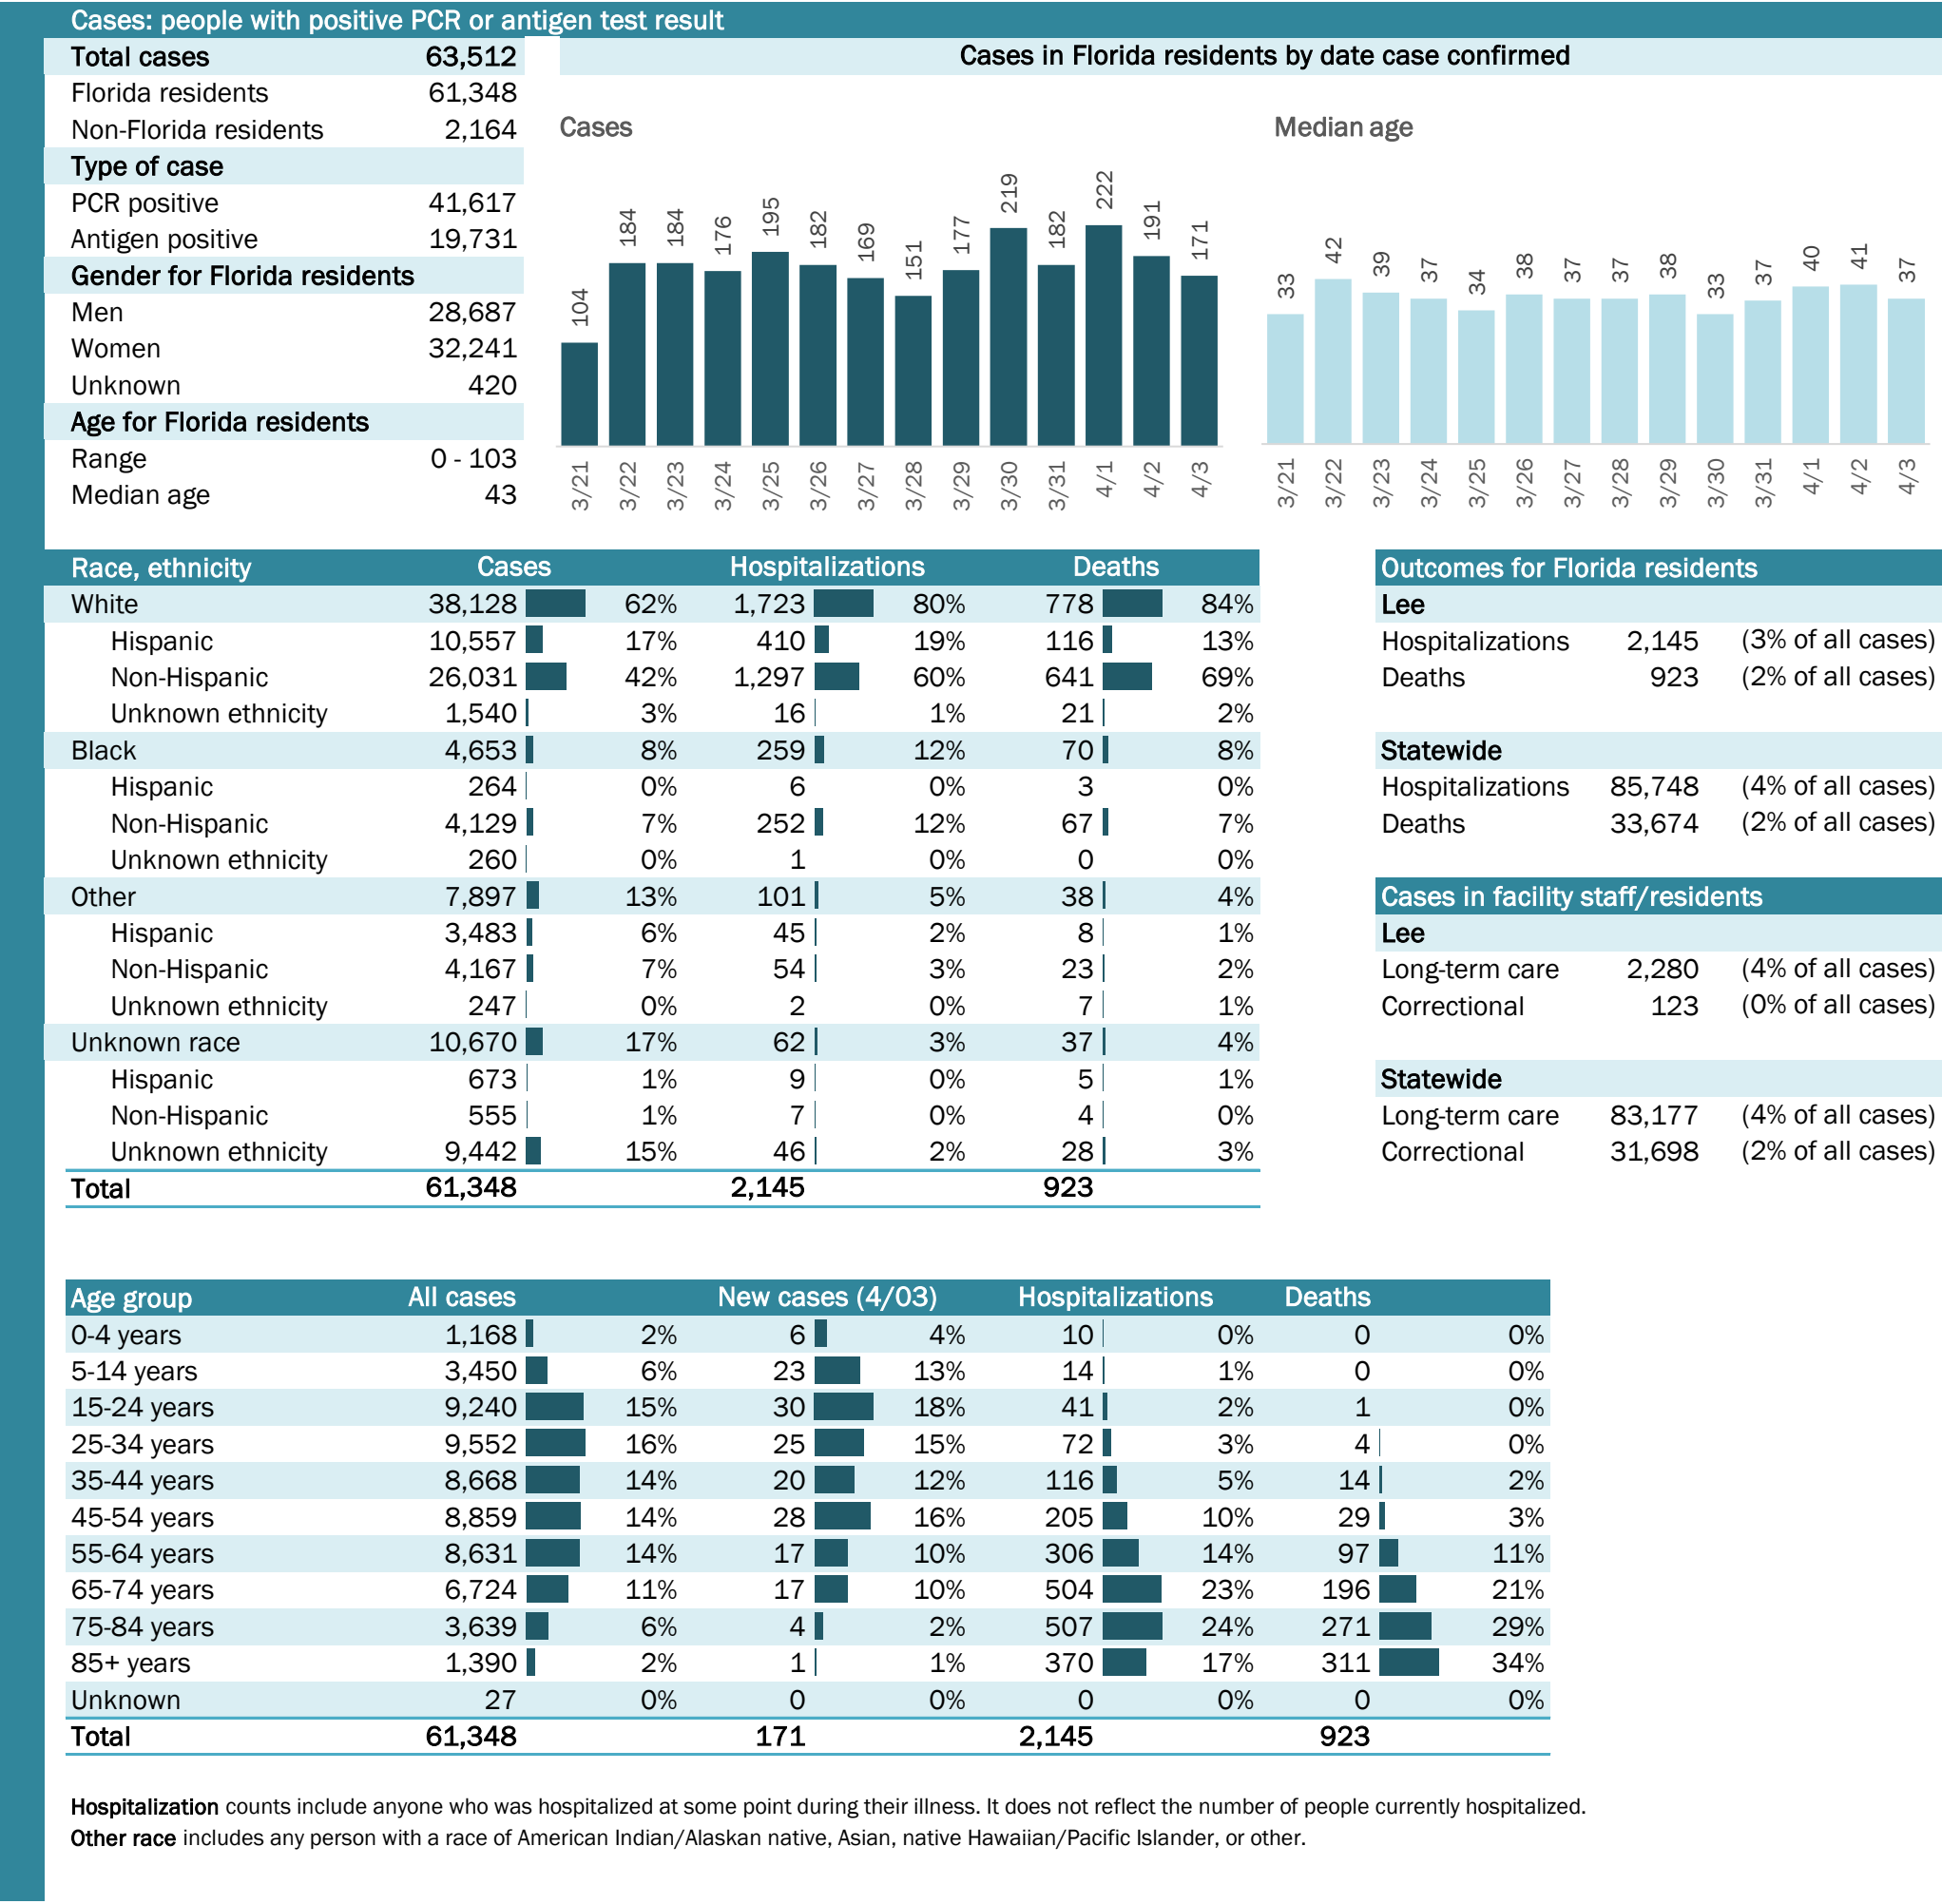 Cases: people with positive PCR or antigen test result
Total cases 63,512
Florida residents 61,348
Non-Florida residents 2,164
Type of case
PCR positive 41,617
Antigen positive 19,731
Gender for Florida residents
Men 28,687
Women 32,241
Unknown 420
Age for Florida residents
Range 0 - 103
Median age 43
Cases in Florida residents by date case confirmed
Cases
104 184 184 176 195 182 169 151 177 219 182 222 191 171
3/21 3/22 3/23 3/24 3/25 3/26 3/27 3/28 3/29 3/30 3/31 4/1 4/2 4/3
Median age
33 42 39 37 34 38 37 37 38 33 37 40 41 37
3/21 3/22 3/23 3/24 3/25 3/26 3/27 3/28 3/29 3/30 3/31 4/1 4/2 4/3
Race, ethnicity Cases Hospitalizations Deaths
White 38,128 62% 1,723 80% 778 84%
Hispanic 10,557 17% 410 19% 116 13%
Non-Hispanic 26,031 42% 1,297 60% 641 69%
Unknown ethnicity 1,540 3% 16 1% 21 2%
Black 4,653 8% 259 12% 70 8%
Hispanic 264 0% 6 0% 3 0%
Non-Hispanic 4,129 7% 252 12% 67 7%
Unknown ethnicity 260 0% 1 0% 0 0%
Other 7,897 13% 101 5% 38 4%
Hispanic 3,483 6% 45 2% 8 1%
Non-Hispanic 4,167 7% 54 3% 23 2%
Unknown ethnicity 247 0% 2 0% 7 1%
Unknown race 10,670 17% 62 3% 37 4%
Hispanic 673 1% 9 0% 5 1%
Non-Hispanic 555 1% 7 0% 4 0%
Unknown ethnicity 9,442 15% 46 2% 28 3%
Total 61,348 2,145 923
Outcomes for Florida residents
Lee
Hospitalizations 2,145 (3% of all cases)
Deaths 923 (2% of all cases)
Statewide
Hospitalizations 85,748 (4% of all cases)
Deaths 33,674 (2% of all cases)
Cases in facility staff/residents
Lee
Long-term care 2,280 (4% of all cases)
Correctional 123 (0% of all cases)
Statewide
Long-term care 83,177 (4% of all cases)
Correctional 31,698 (2% of all cases)
Age group All cases New cases (4/03) Hospitalizations Deaths
0-4 years 1,168 2% 6 4% 10 0% 0 0%
5-14 years 3,450 6% 23 13% 14 1% 0 0%
15-24 years 9,240 15% 30 18% 41 2% 1 0%
25-34 years 9,552 16% 25 15% 72 3% 4 0%
35-44 years 8,668 14% 20 12% 116 5% 14 2%
45-54 years 8,859 14% 28 16% 205 10% 29 3%
55-64 years 8,631 14% 17 10% 306 14% 97 11%
65-74 years 6,724 11% 17 10% 504 23% 196 21%
75-84 years 3,639 6% 4 2% 507 24% 271 29%
85+ years 1,390 2% 1 1% 370 17% 311 34%
Unknown 27 0% 0 0% 0 0% 0 0%
Total 61,348 171 2,145 923
Hospitalization counts include anyone who was hospitalized at some point during their illness. It does not reflect the number of people currently hospitalized.
Other race includes any person with a race of American Indian/Alaskan native, Asian, native Hawaiian/Pacific Islander, or other.